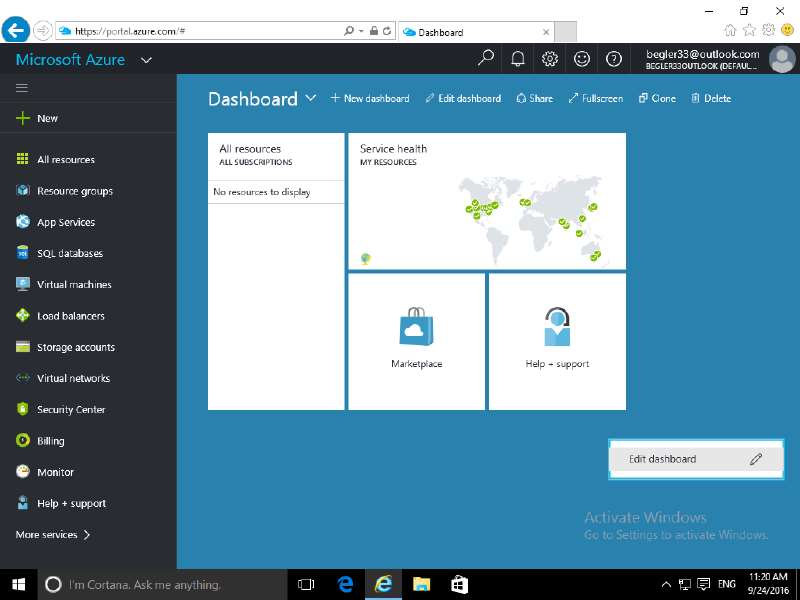 https://portal.azure.com/#
Dashboard
Microsoft Azure
begler33@outlook.com
BEGLER33OUTLOOK (DEFAUL...
New
All resources
Resource groups
App Services
SQL databases
Virtual machines
Load balancers
Storage accounts
Virtual networks
Security Center
Billing
Monitor
Help + support
More services
Dashboard
New dashboard
Edit dashboard
Share
Fullscreen
Clone
Delete
All resources
ALL SUBSCRIPTIONS
No resources to display
Service health
MY RESOURCES
Marketplace
Help + support
Edit dashboard
Activate Windows
Go to Settings to activate Windows.
I'm Cortana. Ask me anything.
ENG
11:20 AM
9/24/2016